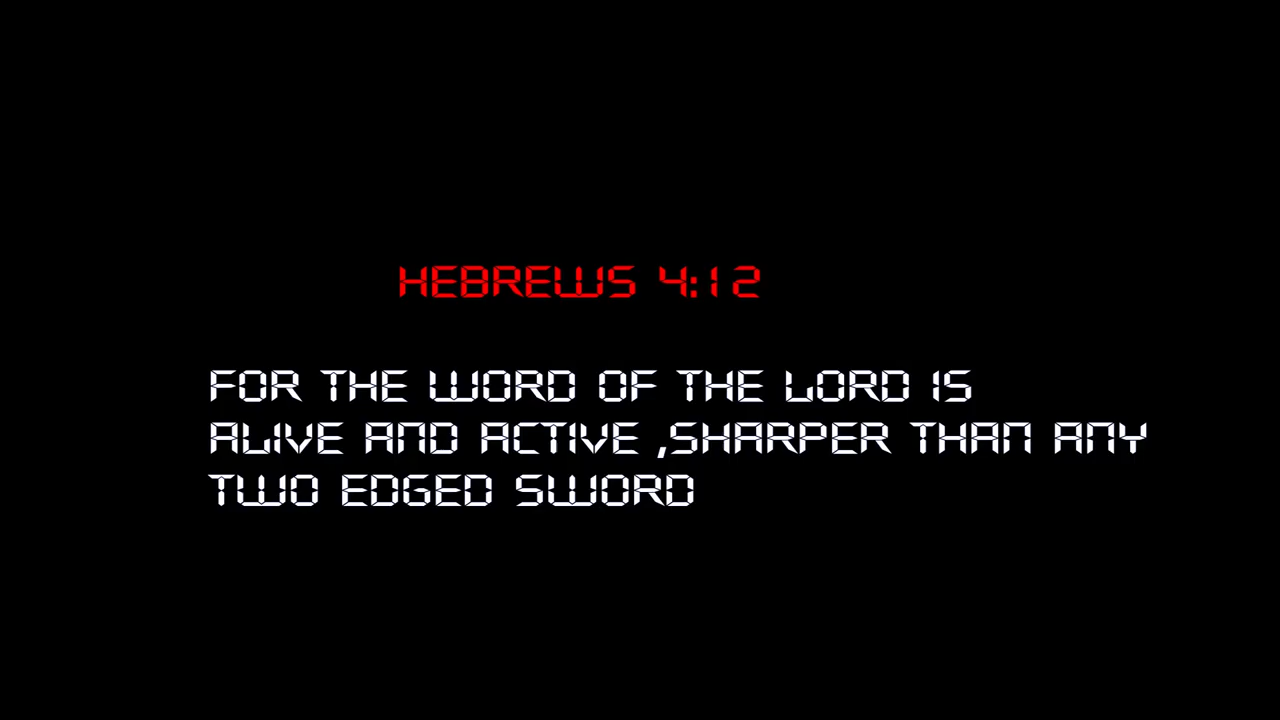 HEBREWS 4:12
FOR THE WORD OF THE LORD IS
ALIVE AND ACTIVE ,SHARPER THAN ANY
TWO EDGED SWORD